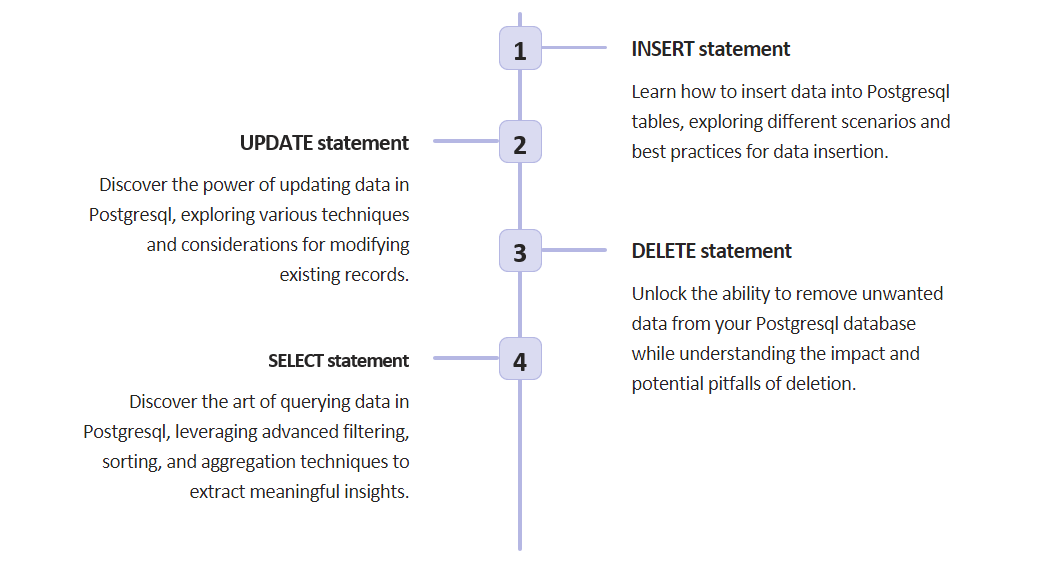 1
INSERT statement
Learn how to insert data into Postgresql
tables, exploring different scenarios and
best practices for data insertion.
2
UPDATE statement
Discover the power of updating data in
Postgresql, exploring various techniques
and considerations for modifying
existing records.
3
DELETE statement
Unlock the ability to remove unwanted
data from your Postgresql database
while understanding the impact and
potential pitfalls of deletion.
4
SELECT statement
Discover the art of querying data in
Postgresql, leveraging advanced filtering,
sorting, and aggregation techniques to
extract meaningful insights.